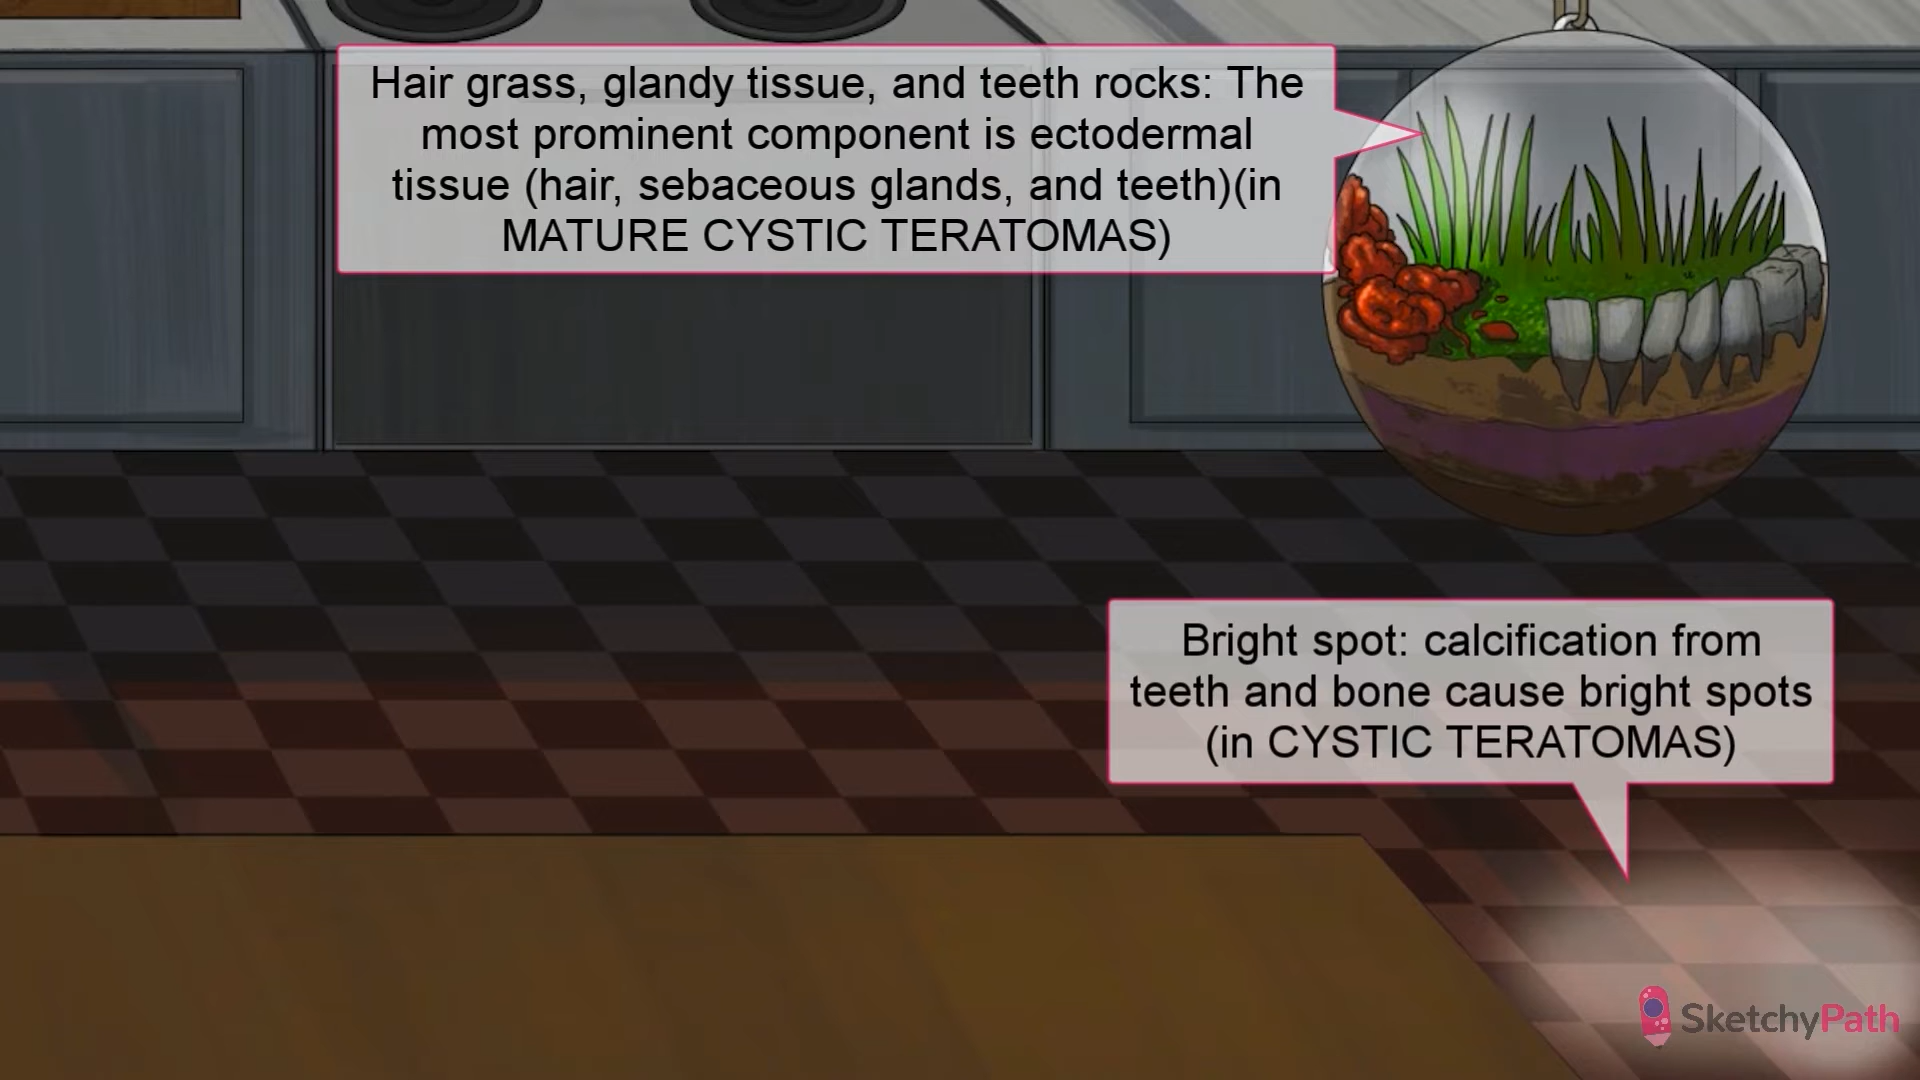 Hair grass, glandy tissue, and teeth rocks: The
most prominent component is ectodermal
tissue (hair, sebaceous glands, and teeth)(in
MATURE CYSTIC TERATOMAS)
Bright spot: calcification from
teeth and bone cause bright spots
(in CYSTIC TERATOMAS)
SketchyPath